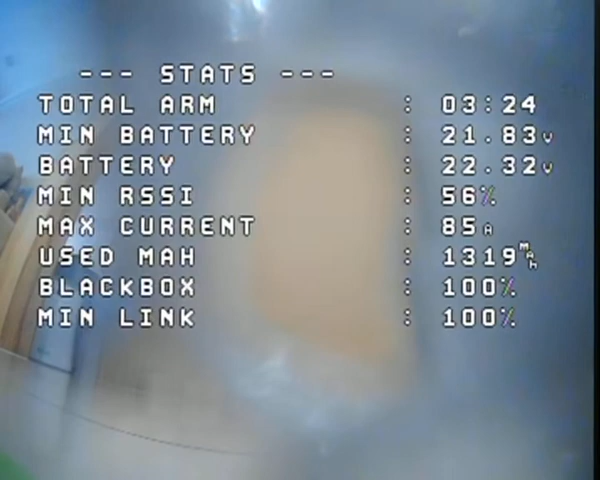 --- STATS ---
TOTAL ARM : 03:24
MIN BATTERY : 21.83V
BATTERY : 22.32V
MIN RSSI : 56%
MAX CURRENT : 85A
USED MAH : 1319mAh
BLACKBOX : 100%
MIN LINK : 100%